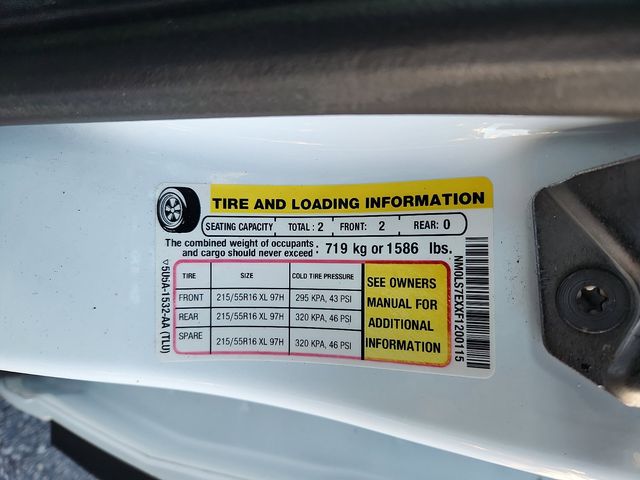 TIRE AND LOADING INFORMATION
SEATING CAPACITY TOTAL : 2 FRONT: 2 REAR: 0
The combined weight of occupants and cargo should never exceed : 719 kg or 1586 lbs.
TIRE SIZE COLD TIRE PRESSURE
FRONT 215/55R16 XL 97H 295 KPA, 43 PSI
REAR 215/55R16 XL 97H 320 KPA, 46 PSI
SPARE 215/55R16 XL 97H 320 KPA, 46 PSI
SEE OWNERS
MANUAL FOR
ADDITIONAL
INFORMATION
5U5A-1532-AA (TLU)
NM0LS7EXXF1200115